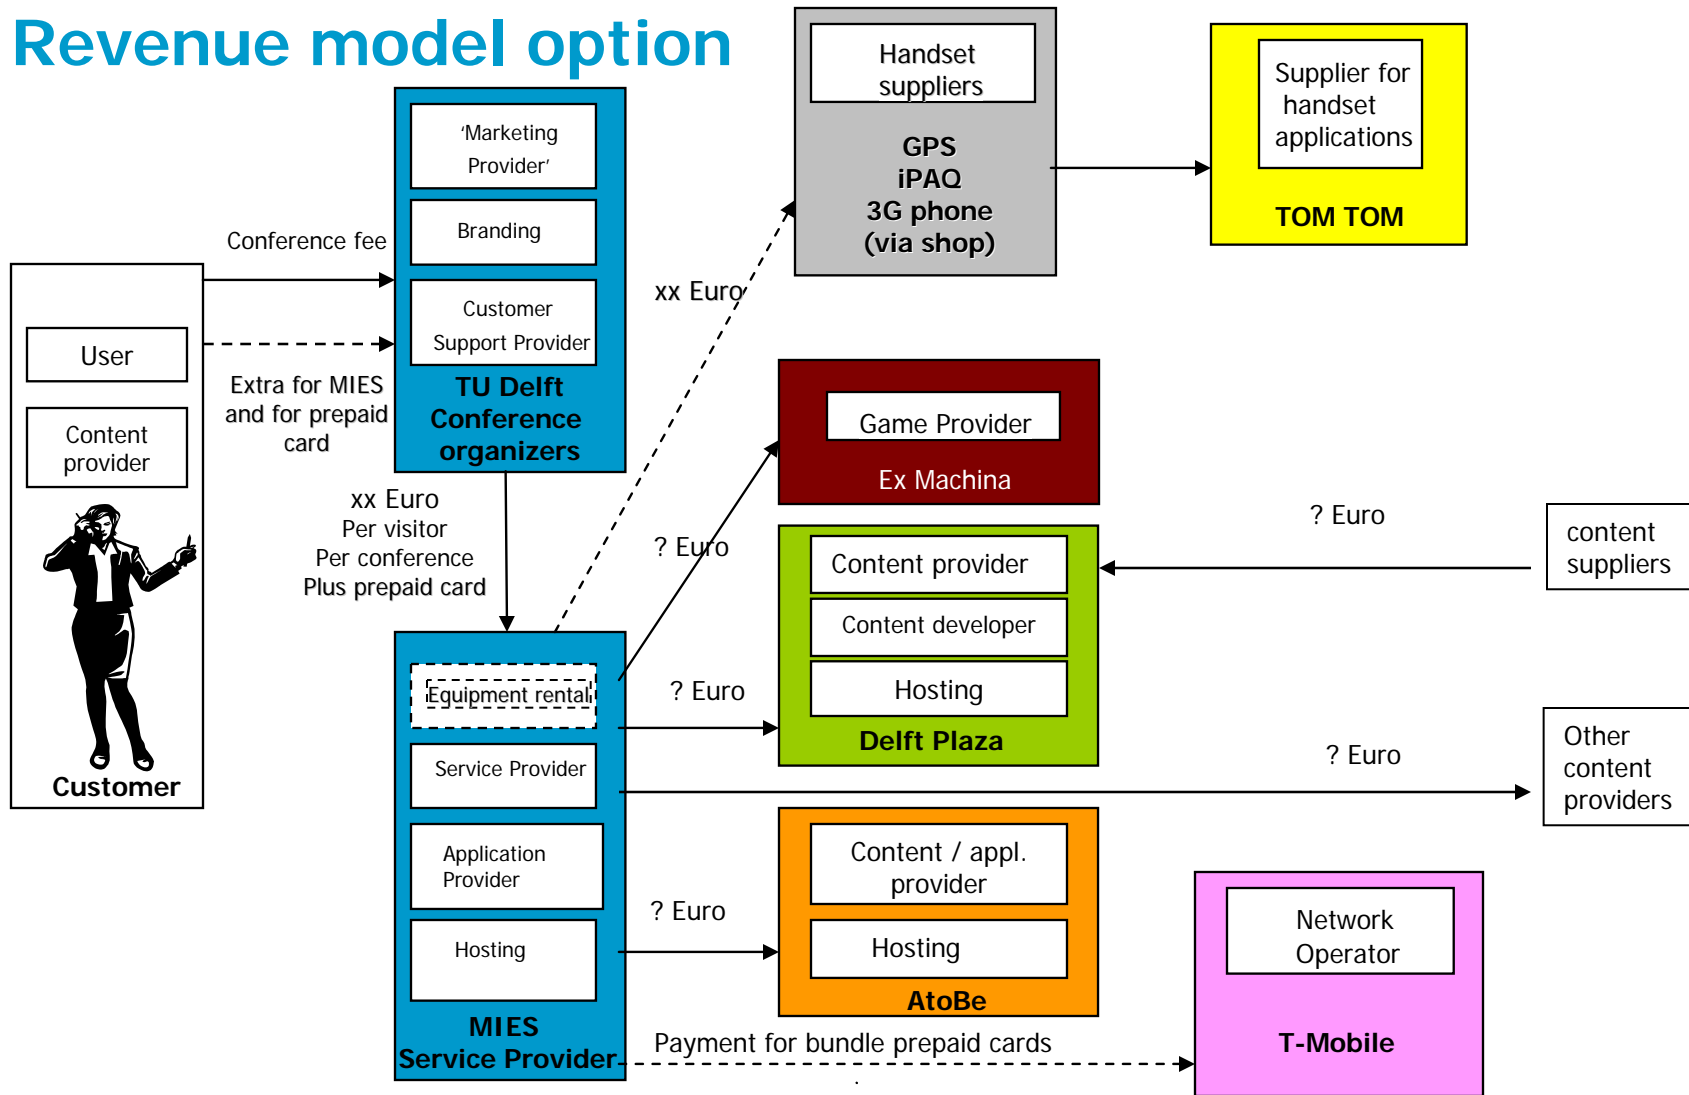 Revenue model option
Handset
suppliers
GPS
iPAQ
3G phone
(via shop)
Supplier for
handset
applications
TOM TOM
'Marketing
Provider'
Branding
Customer
Support Provider
TU Delft
Conference
organizers
Conference fee
Extra for MIES
and for prepaid
card
User
Content
provider
Customer
xx Euro
Per visitor
Per conference
Plus prepaid card
xx Euro
Game Provider
Ex Machina
? Euro
Content provider
Content developer
Hosting
Delft Plaza
? Euro
? Euro
content
suppliers
Equipment rental
Service Provider
Application
Provider
Hosting
MIES
Service Provider
? Euro
Other
content
providers
? Euro
Content / appl.
provider
Hosting
AtoBe
Payment for bundle prepaid cards
.
Network
Operator
T-Mobile